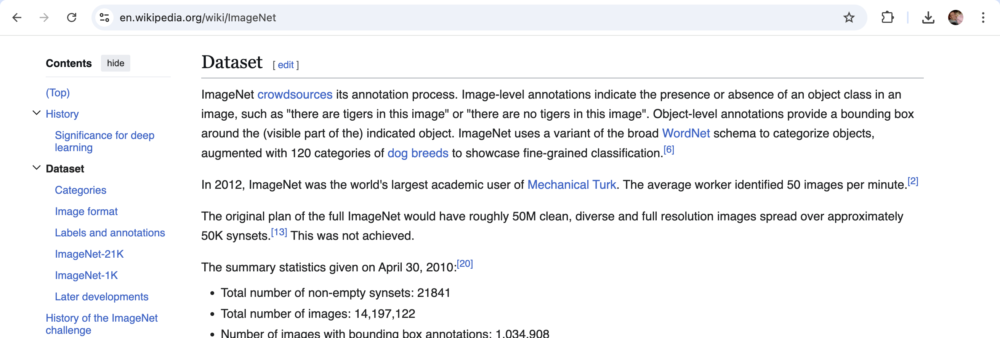 en.wikipedia.org/wiki/ImageNet
Contents hide
(Top)
History
Significance for deep
learning
Dataset
Categories
Image format
Labels and annotations
ImageNet-21K
ImageNet-1K
Later developments
History of the ImageNet
challenge
Dataset [ edit ]
ImageNet crowdsources its annotation process. Image-level annotations indicate the presence or absence of an object class in an
image, such as "there are tigers in this image" or "there are no tigers in this image". Object-level annotations provide a bounding box
around the (visible part of the) indicated object. ImageNet uses a variant of the broad WordNet schema to categorize objects,
augmented with 120 categories of dog breeds to showcase fine-grained classification.[6]
In 2012, ImageNet was the world's largest academic user of Mechanical Turk. The average worker identified 50 images per minute.[2]
The original plan of the full ImageNet would have roughly 50M clean, diverse and full resolution images spread over approximately
50K synsets.[13] This was not achieved.
The summary statistics given on April 30, 2010:[20]
• Total number of non-empty synsets: 21841
• Total number of images: 14,197,122
• Number of images with bounding box annotations: 1,034,908